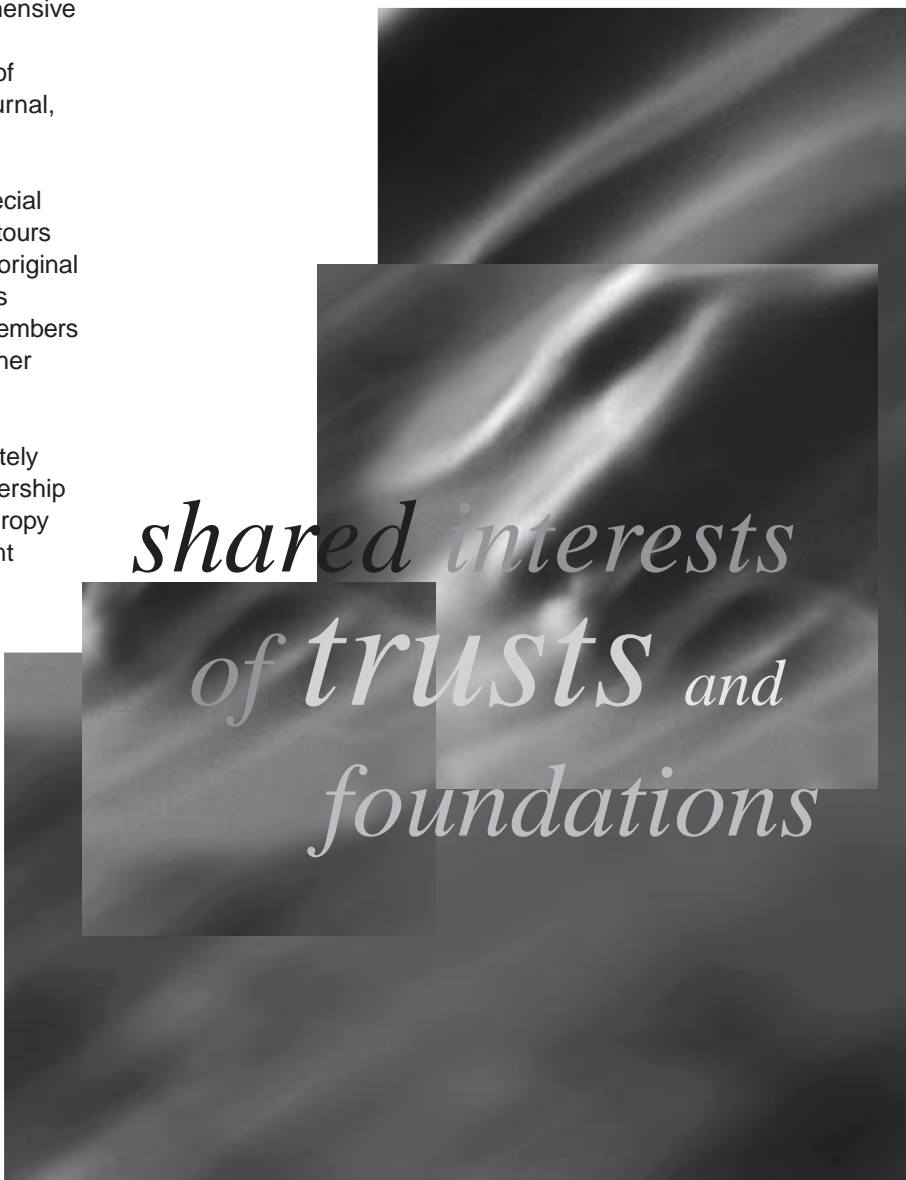 hensive
of
urnal,
ecial
tours
original
s
embers
her
tely
ership
ropy
nt
shared interests
of trusts and
foundations